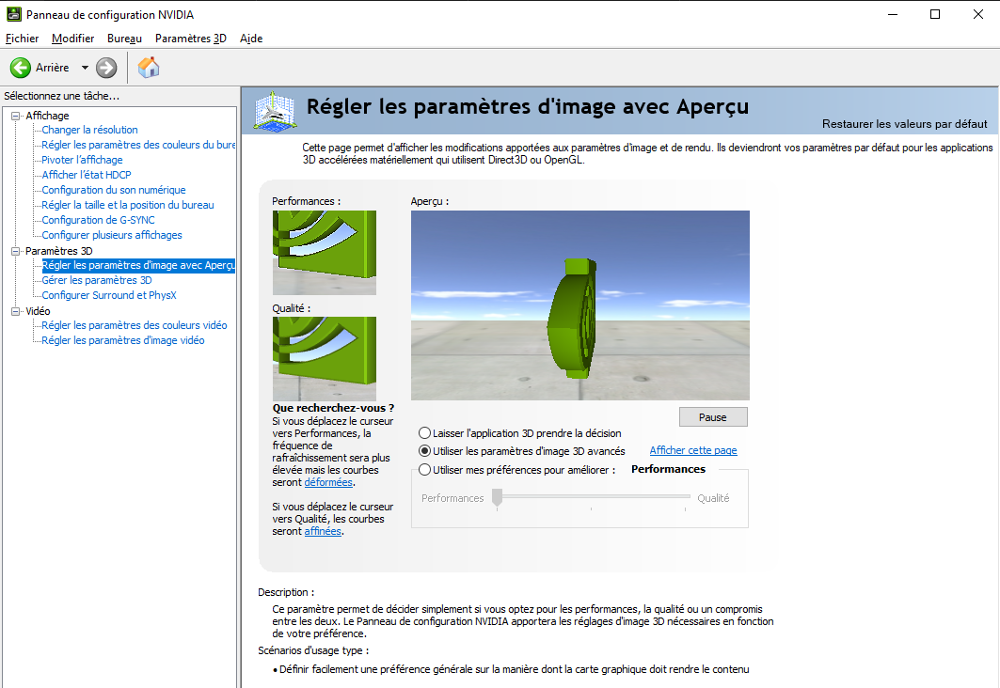 Panneau de configuration NVIDIA
Fichier Modifier Bureau Paramètres 3D Aide
Arrière
Sélectionnez une tâche...
Affichage
Changer la résolution
Régler les paramètres des couleurs du bure
Pivoter l'affichage
Afficher l'état HDCP
Configuration du son numérique
Régler la taille et la position du bureau
Configuration de G-SYNC
Configurer plusieurs affichages
Paramètres 3D
Régler les paramètres d'image avec Aperçu
Gérer les paramètres 3D
Configurer Surround et PhysX
Vidéo
Régler les paramètres des couleurs vidéo
Régler les paramètres d'image vidéo
Régler les paramètres d'image avec Aperçu
Restaurer les valeurs par défaut
Cette page permet d'afficher les modifications apportées aux paramètres d'image et de rendu. Ils deviendront vos paramètres par défaut pour les applications
3D accélérées matériellement qui utilisent Direct3D ou OpenGL.
Performances :
Qualité :
Que recherchez-vous ?
Si vous déplacez le curseur
vers Performances, la
fréquence de
rafraîchissement sera plus
élevée mais les courbes
seront déformées.
Si vous déplacez le curseur
vers Qualité, les courbes
seront affinées.
Aperçu :
Pause
Laisser l'application 3D prendre la décision
Utiliser les paramètres d'image 3D avancés Afficher cette page
Utiliser mes préférences pour améliorer : Performances
Performances Qualité
Description :
Ce paramètre permet de décider simplement si vous optez pour les performances, la qualité ou un compromis
entre les deux. Le Panneau de configuration NVIDIA apportera les réglages d'image 3D nécessaires en fonction
de votre préférence.
Scénarios d'usage type :
• Définir facilement une préférence générale sur la manière dont la carte graphique doit rendre le contenu